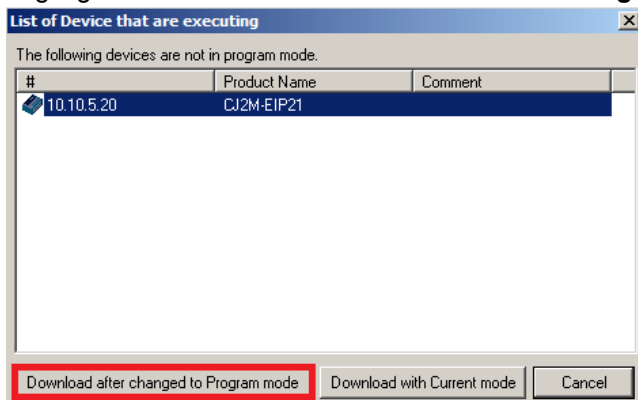 List of Device that are executing
The following devices are not in program mode.
# Product Name Comment
10.10.5.20 CJ2M-EIP21
Download after changed to Program mode Download with Current mode Cancel